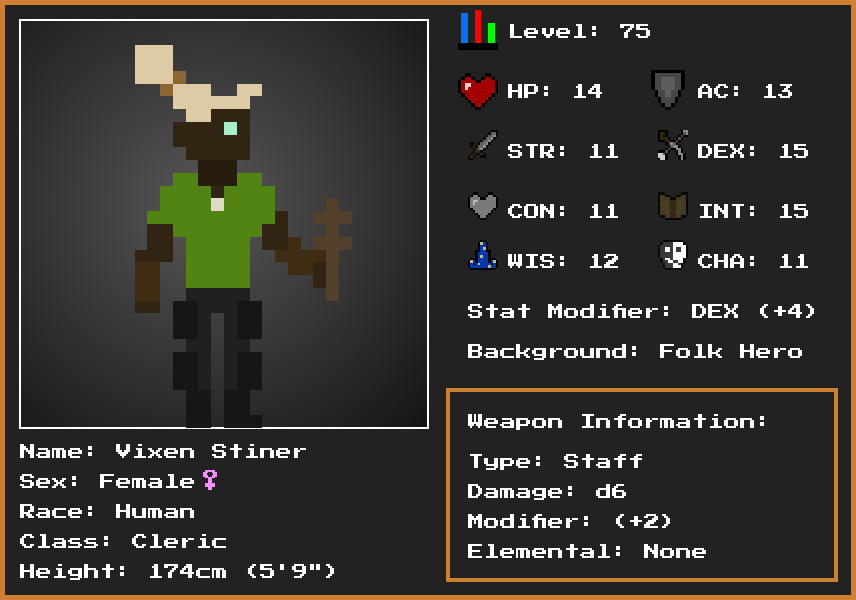 Level: 75
HP: 14 AC: 13
STR: 11 DEX: 15
CON: 11 INT: 15
WIS: 12 CHA: 11
Stat Modifier: DEX (+4)
Background: Folk Hero
Weapon Information:
Type: Staff
Damage: d6
Modifier: (+2)
Elemental: None
Name: Vixen Stiner
Sex: Female♀
Race: Human
Class: Cleric
Height: 174cm (5'9")